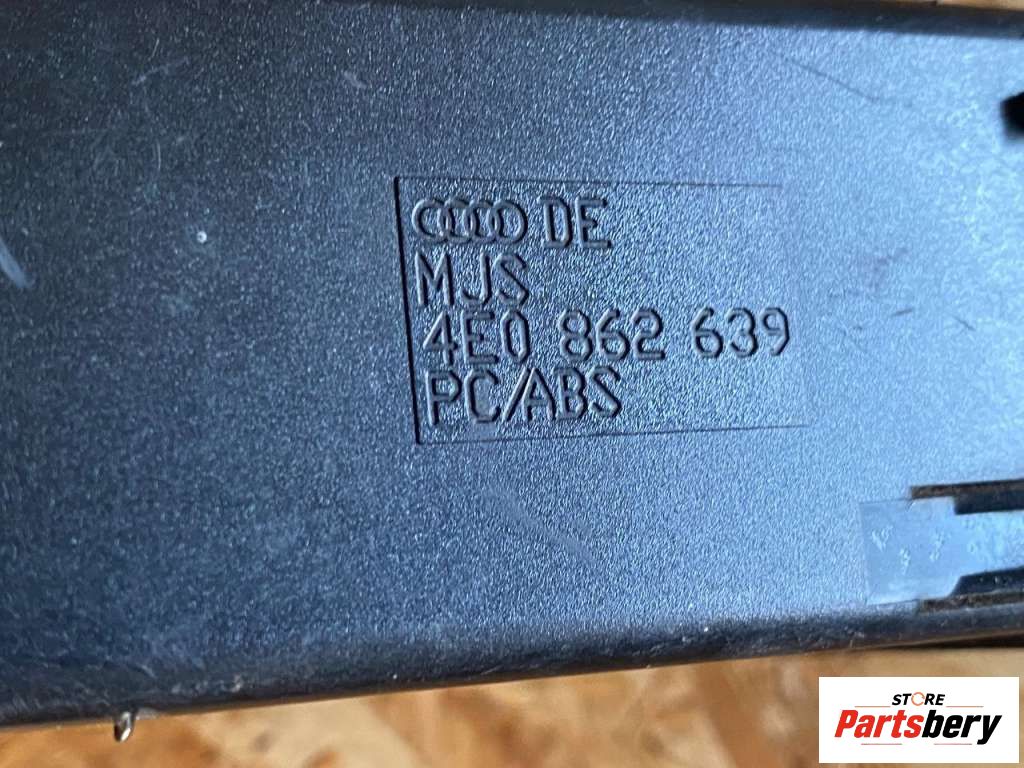 DE
MJS
4E0 862 639
PC/ABS
STORE
Partsbery